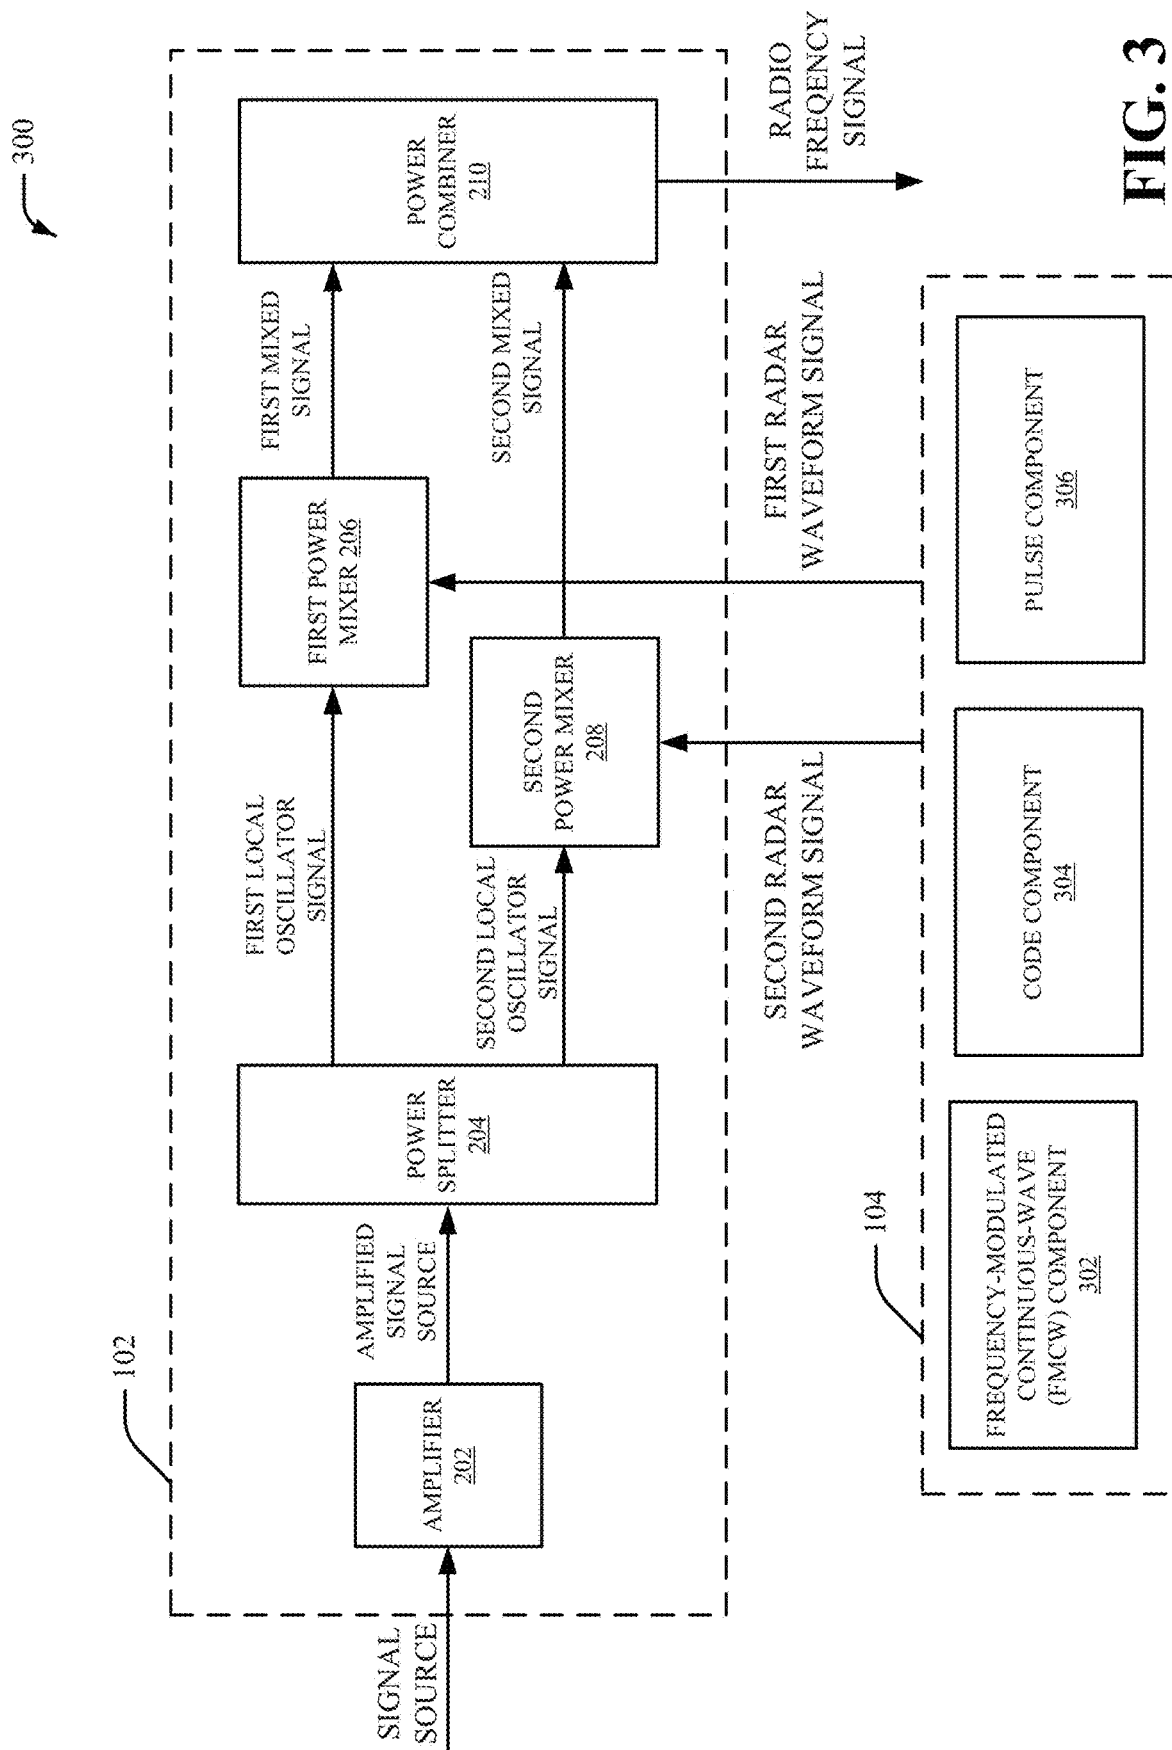 300
102
SIGNAL
SOURCE
AMPLIFIER
202
AMPLIFIED
SIGNAL
SOURCE
POWER
SPLITTER
204
FIRST LOCAL
OSCILLATOR
SIGNAL
SECOND LOCAL
OSCILLATOR
SIGNAL
FIRST POWER
MIXER 206
SECOND
POWER MIXER
208
FIRST MIXED
SIGNAL
SECOND MIXED
SIGNAL
POWER
COMBINER
210
SECOND RADAR
WAVEFORM SIGNAL
FIRST RADAR
WAVEFORM SIGNAL
RADIO
FREQENCY
SIGNAL
104
FREQUENCY-MODULATED
CONTINUOUS-WAVE
(FMCW) COMPONENT
302
CODE COMPONENT
304
PULSE COMPONENT
306
FIG. 3